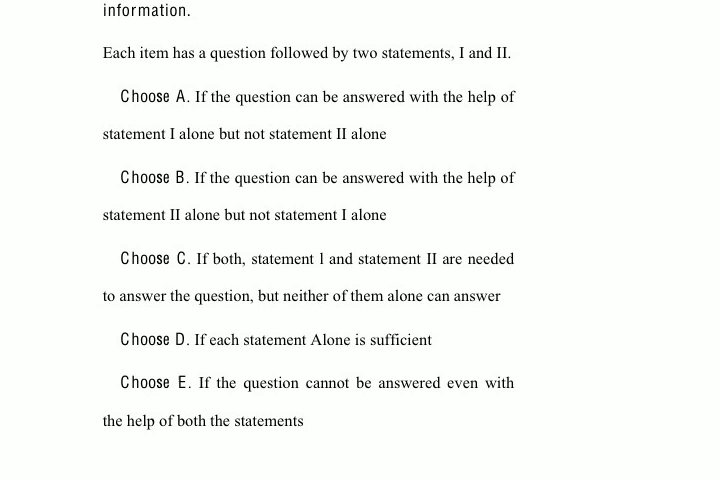 information.
Each item has a question followed by two statements, I and II.
Choose A. If the question can be answered with the help of
statement I alone but not statement II alone
Choose B. If the question can be answered with the help of
statement II alone but not statement I alone
Choose C. If both, statement l and statement II are needed
to answer the question, but neither of them alone can answer
Choose D. If each statement Alone is sufficient
Choose E. If the question cannot be answered even with
the help of both the statements